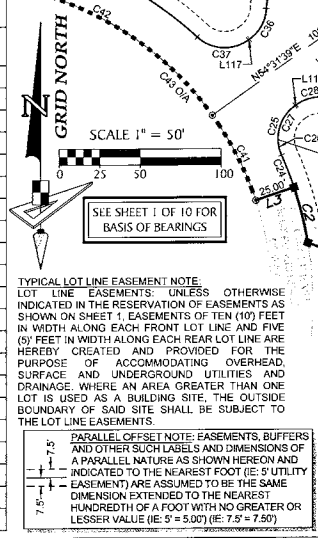 C42
C36
C37
L117
C43 O/A
N54°31'39"E
GRID NORTH
N
SCALE 1" = 50'
0 25 50 100
C41
C25
C27
C28
C24
25.00'
L3
C2
SEE SHEET 1 OF 10 FOR
BASIS OF BEARINGS
TYPICAL LOT LINE EASEMENT NOTE:
LOT LINE EASEMENTS: UNLESS OTHERWISE
INDICATED IN THE RESERVATION OF EASEMENTS AS
SHOWN ON SHEET 1, EASEMENTS OF TEN (10') FEET
IN WIDTH ALONG EACH FRONT LOT LINE AND FIVE
(5)' FEET IN WIDTH ALONG EACH REAR LOT LINE ARE
HEREBY CREATED AND PROVIDED FOR THE
PURPOSE OF ACCOMMODATING OVERHEAD,
SURFACE AND UNDERGROUND UTILITIES AND
DRAINAGE. WHERE AN AREA GREATER THAN ONE
LOT IS USED AS A BUILDING SITE, THE OUTSIDE
BOUNDARY OF SAID SITE SHALL BE SUBJECT TO
THE LOT LINE EASEMENTS.
7.5'
7.5'
PARALLEL OFFSET NOTE: EASEMENTS, BUFFERS
AND OTHER SUCH LABELS AND DIMENSIONS OF
A PARALLEL NATURE AS SHOWN HEREON AND
INDICATED TO THE NEAREST FOOT (IE: 5' UTILITY
EASEMENT) ARE ASSUMED TO BE THE SAME
DIMENSION EXTENDED TO THE NEAREST
HUNDREDTH OF A FOOT WITH NO GREATER OR
LESSER VALUE (IE: 5' = 5.00') (IE: 7.5' = 7.50')